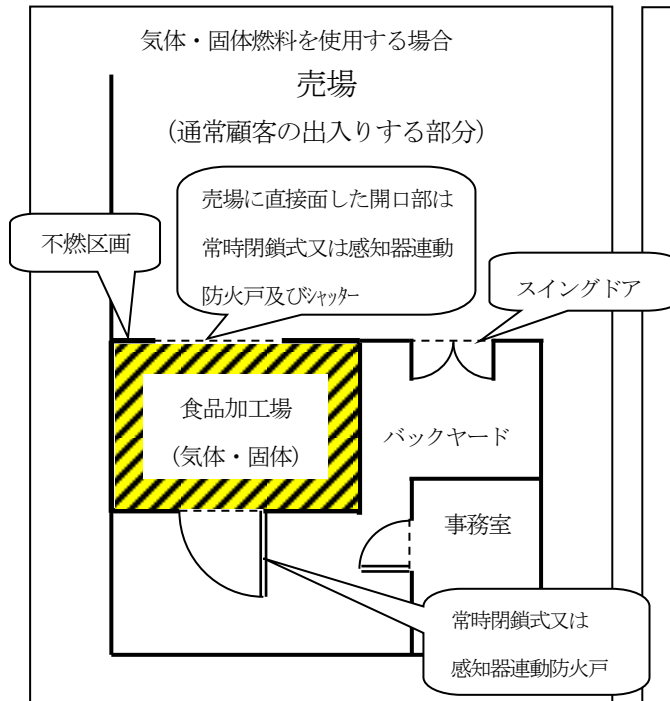 気体・固体燃料を使用する場合
売場
（通常顧客の出入りする部分）
売場に直接面した開口部は
常時閉鎖式又は感知器連動
防火戸及びｼｬｯﾀｰ
不燃区画
スイングドア
食品加工場
（気体・固体）
バックヤード
事務室
常時閉鎖式又は
感知器連動防火戸